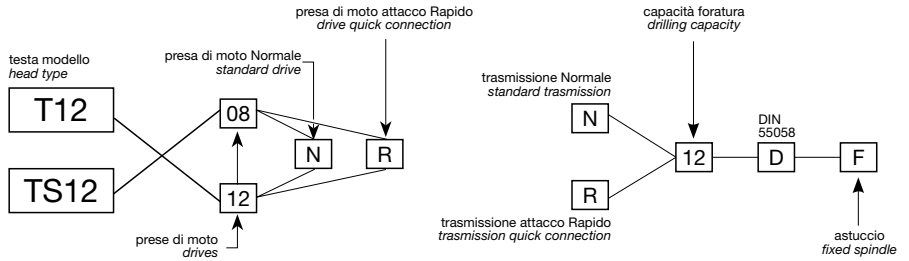 presa di moto attacco Rapido
drive quick connection
presa di moto Normale
standard drive
testa modello
head type
T12
TS12
08
12
N
R
prese di moto
drives
capacità foratura
drilling capacity
trasmissione Normale
standard trasmission
N
R
12
DIN
55058
D
F
trasmissione attacco Rapido
trasmission quick connection
astuccio
fixed spindle